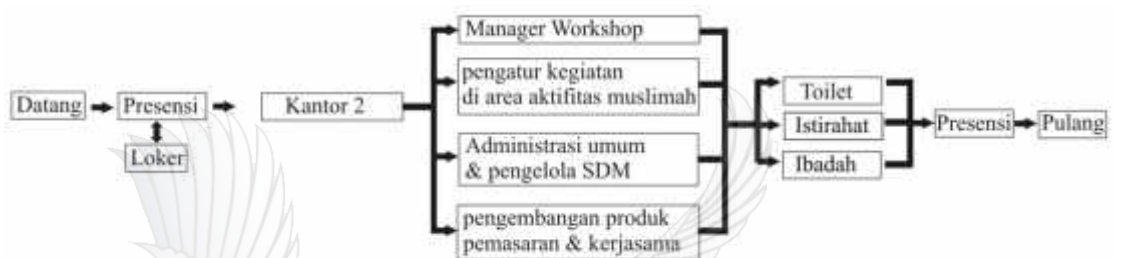 Datang
Presensi
Loker
Kantor 2
Manager Workshop
pengatur kegiatan
di area aktifitas muslimah
Administrasi umum
& pengelola SDM
pengembangan produk
pemasaran & kerjasama
Toilet
Istirahat
Ibadah
Presensi
Pulang